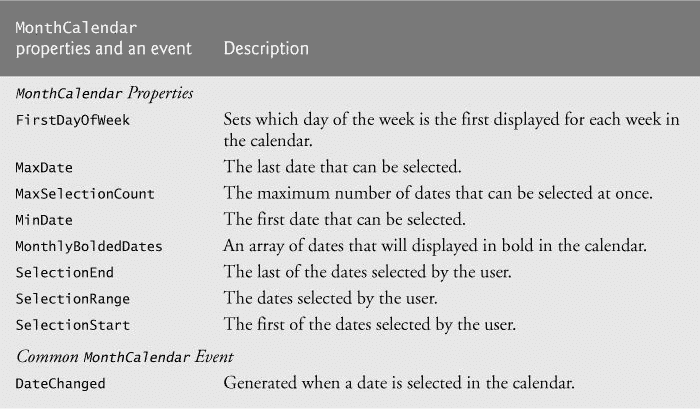 MonthCalendar
properties and an event Description
MonthCalendar Properties
FirstDayOfWeek Sets which day of the week is the first displayed for each week in
the calendar.
MaxDate The last date that can be selected.
MaxSelectionCount The maximum number of dates that can be selected at once.
MinDate The first date that can be selected.
MonthlyBoldedDates An array of dates that will displayed in bold in the calendar.
SelectionEnd The last of the dates selected by the user.
SelectionRange The dates selected by the user.
SelectionStart The first of the dates selected by the user.
Common MonthCalendar Event
DateChanged Generated when a date is selected in the calendar.